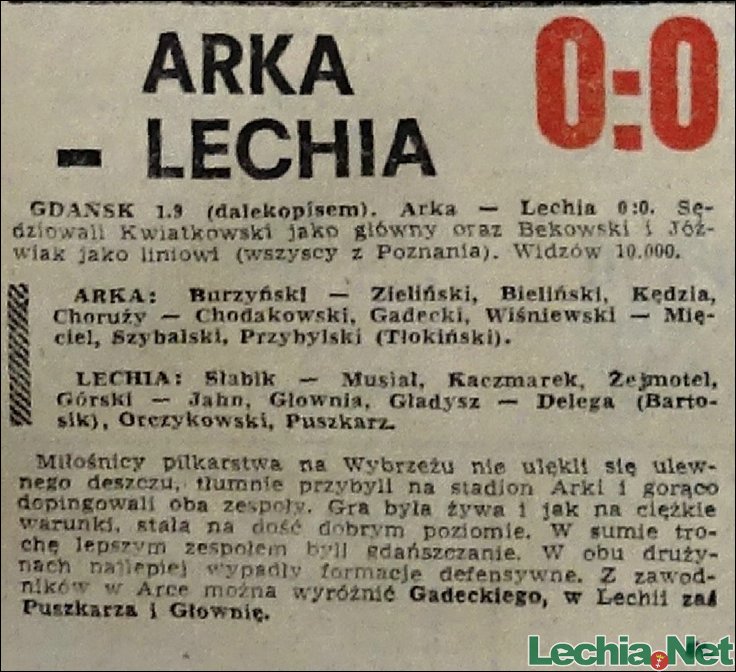 ARKA
- LECHIA
0:0
GDAŃSK 1.9 (dalekopisem). Arka — Lechia 0:0. Sę-
dziowali Kwiatkowski jako główny oraz Bekowski i Jóź-
wiak jako liniowi (wszyscy z Poznania). Widzów 10.000.
ARKA: Burzyński — Zieliński, Bieliński, Kędzia,
Choruży — Chodakowski, Gadecki, Wiśniewski — Mię-
ciel, Szybalski, Przybylski (Tłokiński).
LECHIA: Słabik — Musiał, Kaczmarek, Żejmotel,
Górski — Jahn, Głownia, Gładysz — Delega (Barto-
sik), Orczykowski, Puszkarz.
Miłośnicy piłkarstwa na Wybrzeżu nie ulękli się ulew-
nego deszczu, tłumnie przybyli na stadion Arki i gorąco
dopingowali oba zespoły. Gra była żywa i jak na ciężkie
warunki, stała na dość dobrym poziomie. W sumie tro-
chę lepszym zespołem byli gdańszczanie. W obu druży-
nach najlepiej wypadły formacje defensywne. Z zawod-
ników w Arce można wyróżnić Gadeckiego, w Lechii zaś
Puszkarza i Głownię.
Lechia.Net